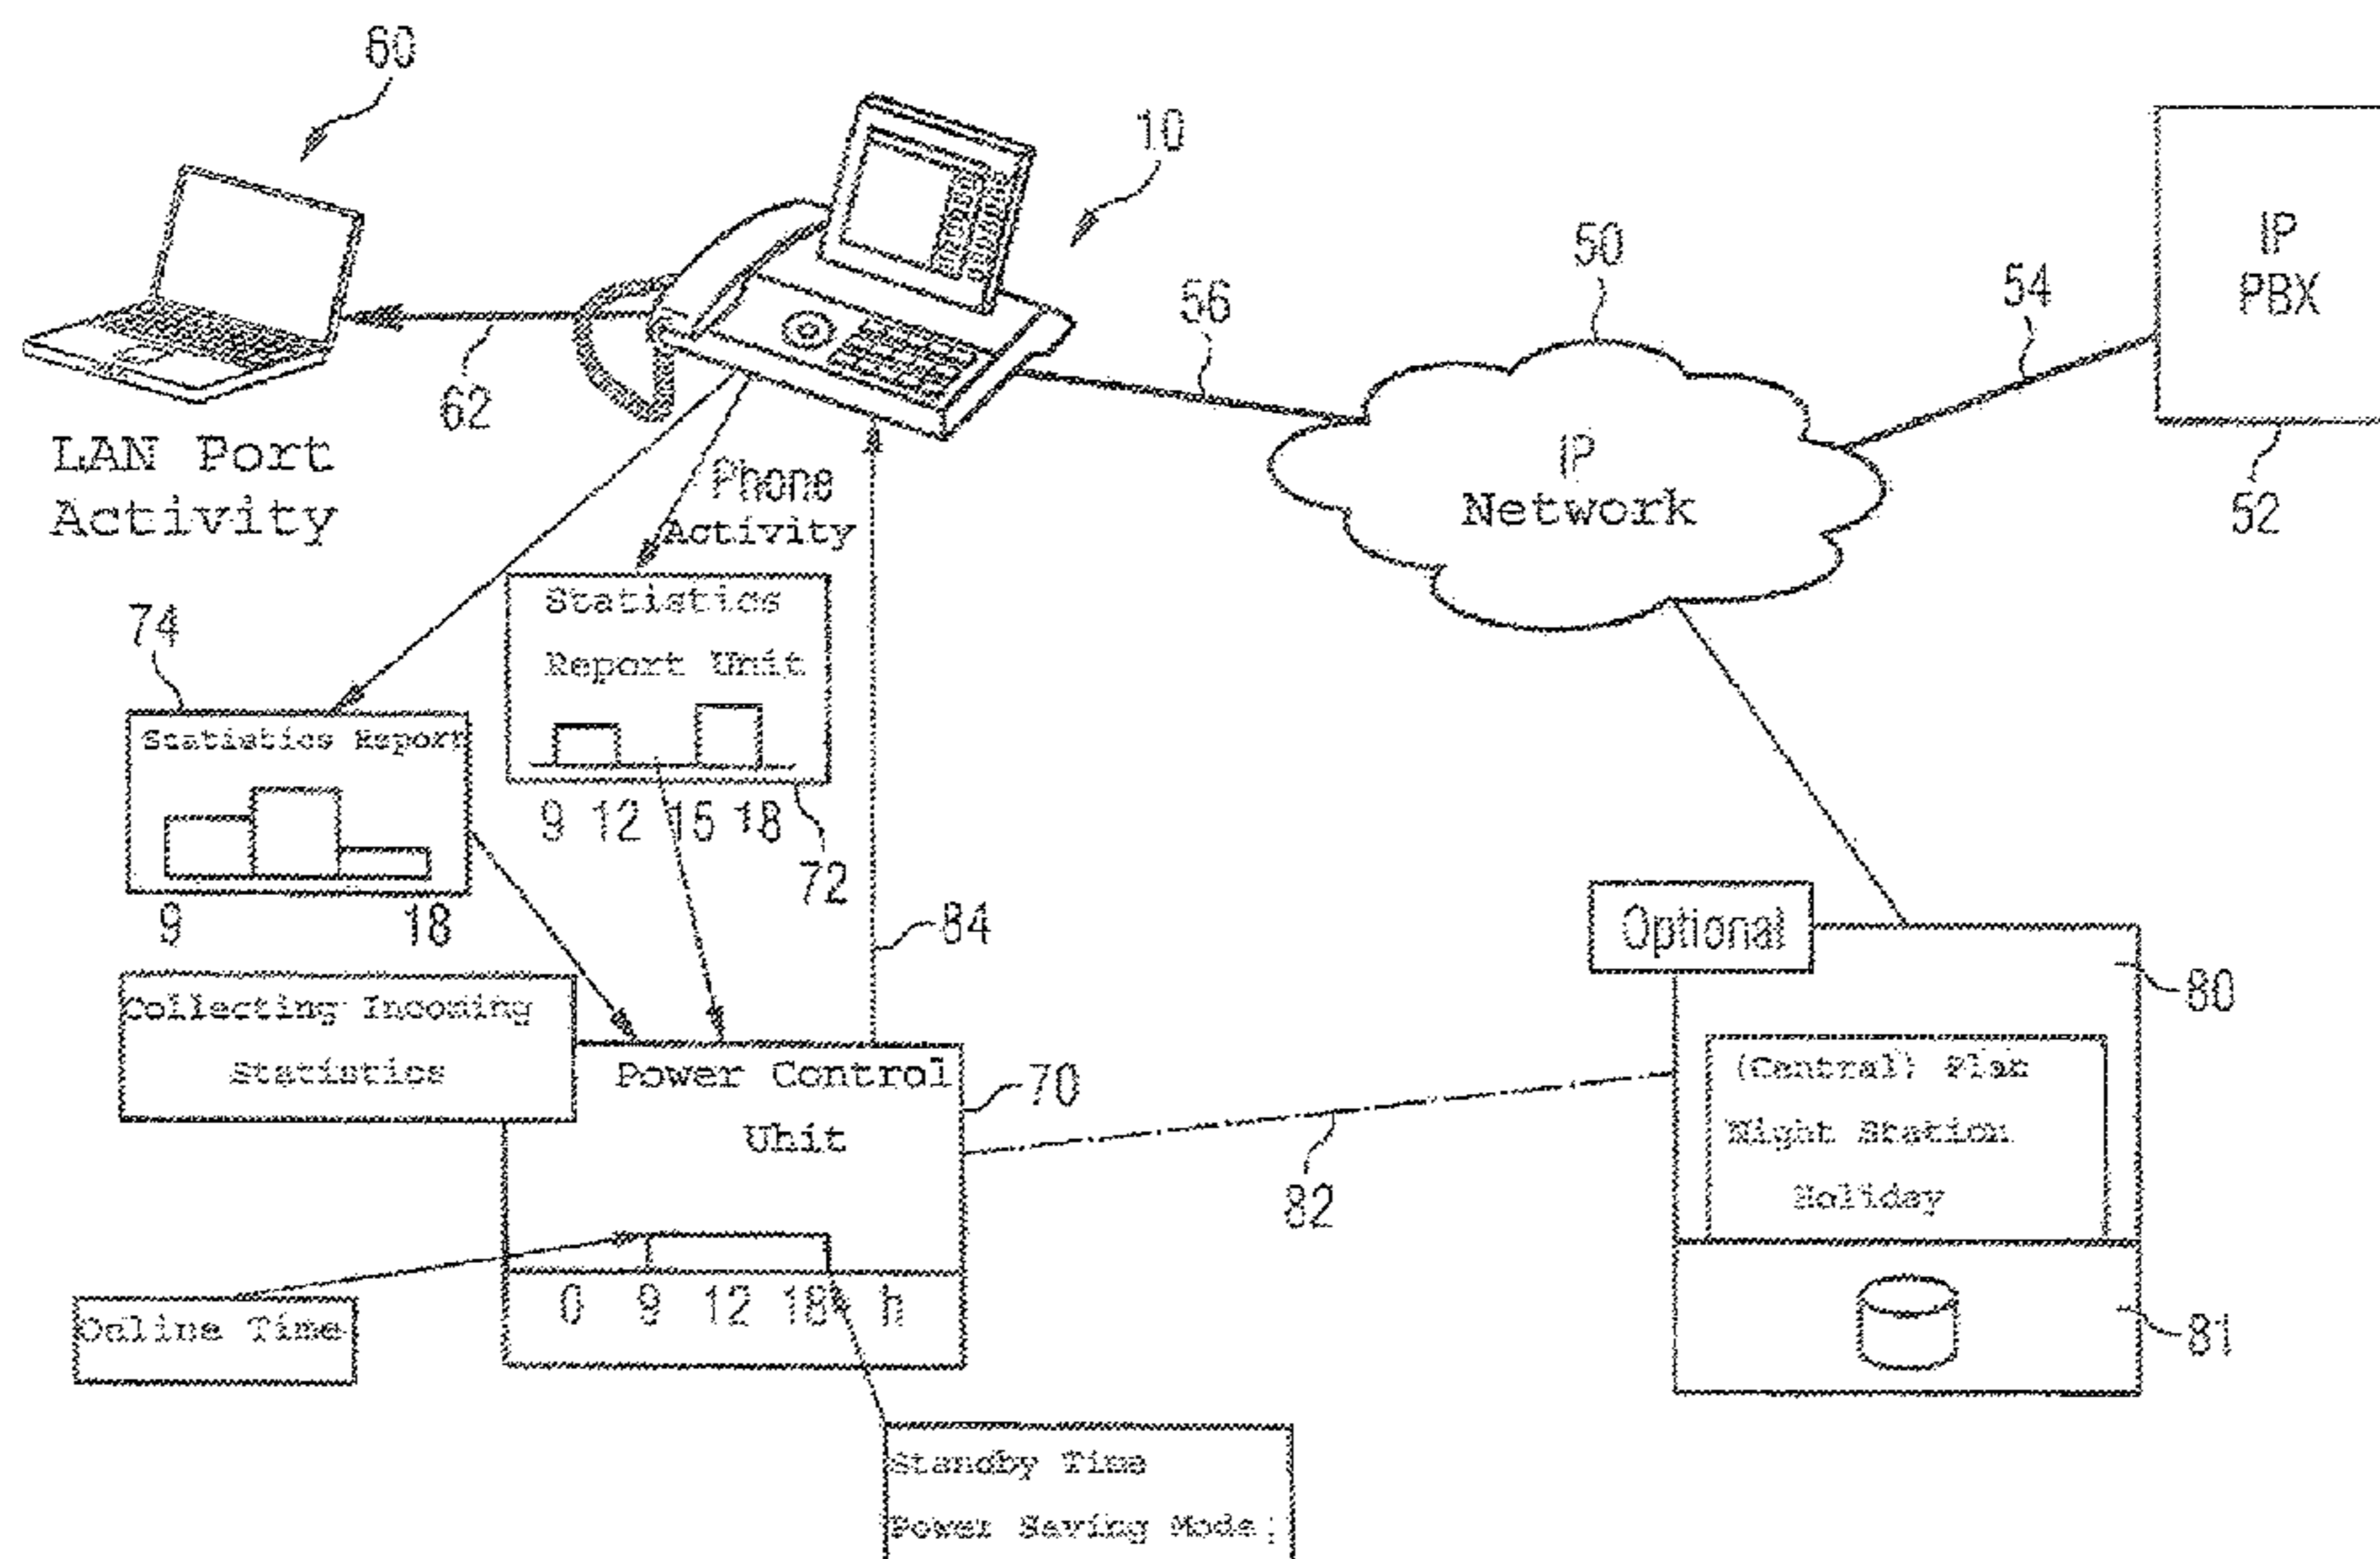 60
10
IP
PBX
50
54
56
62
LAN Port
Activity
Phone
Activity
IP
Network
52
Statistics
Report Unit
74
Statistics Report
9 12 15 18
72
9 18
84
Optional
80
Collecting Incoming
Statistics
Power Control
Unit
70
(Central) Plan
Night Station
Holiday
82
0 9 12 18 h
Online Time
81
Standby Time
Power Saving Mode;